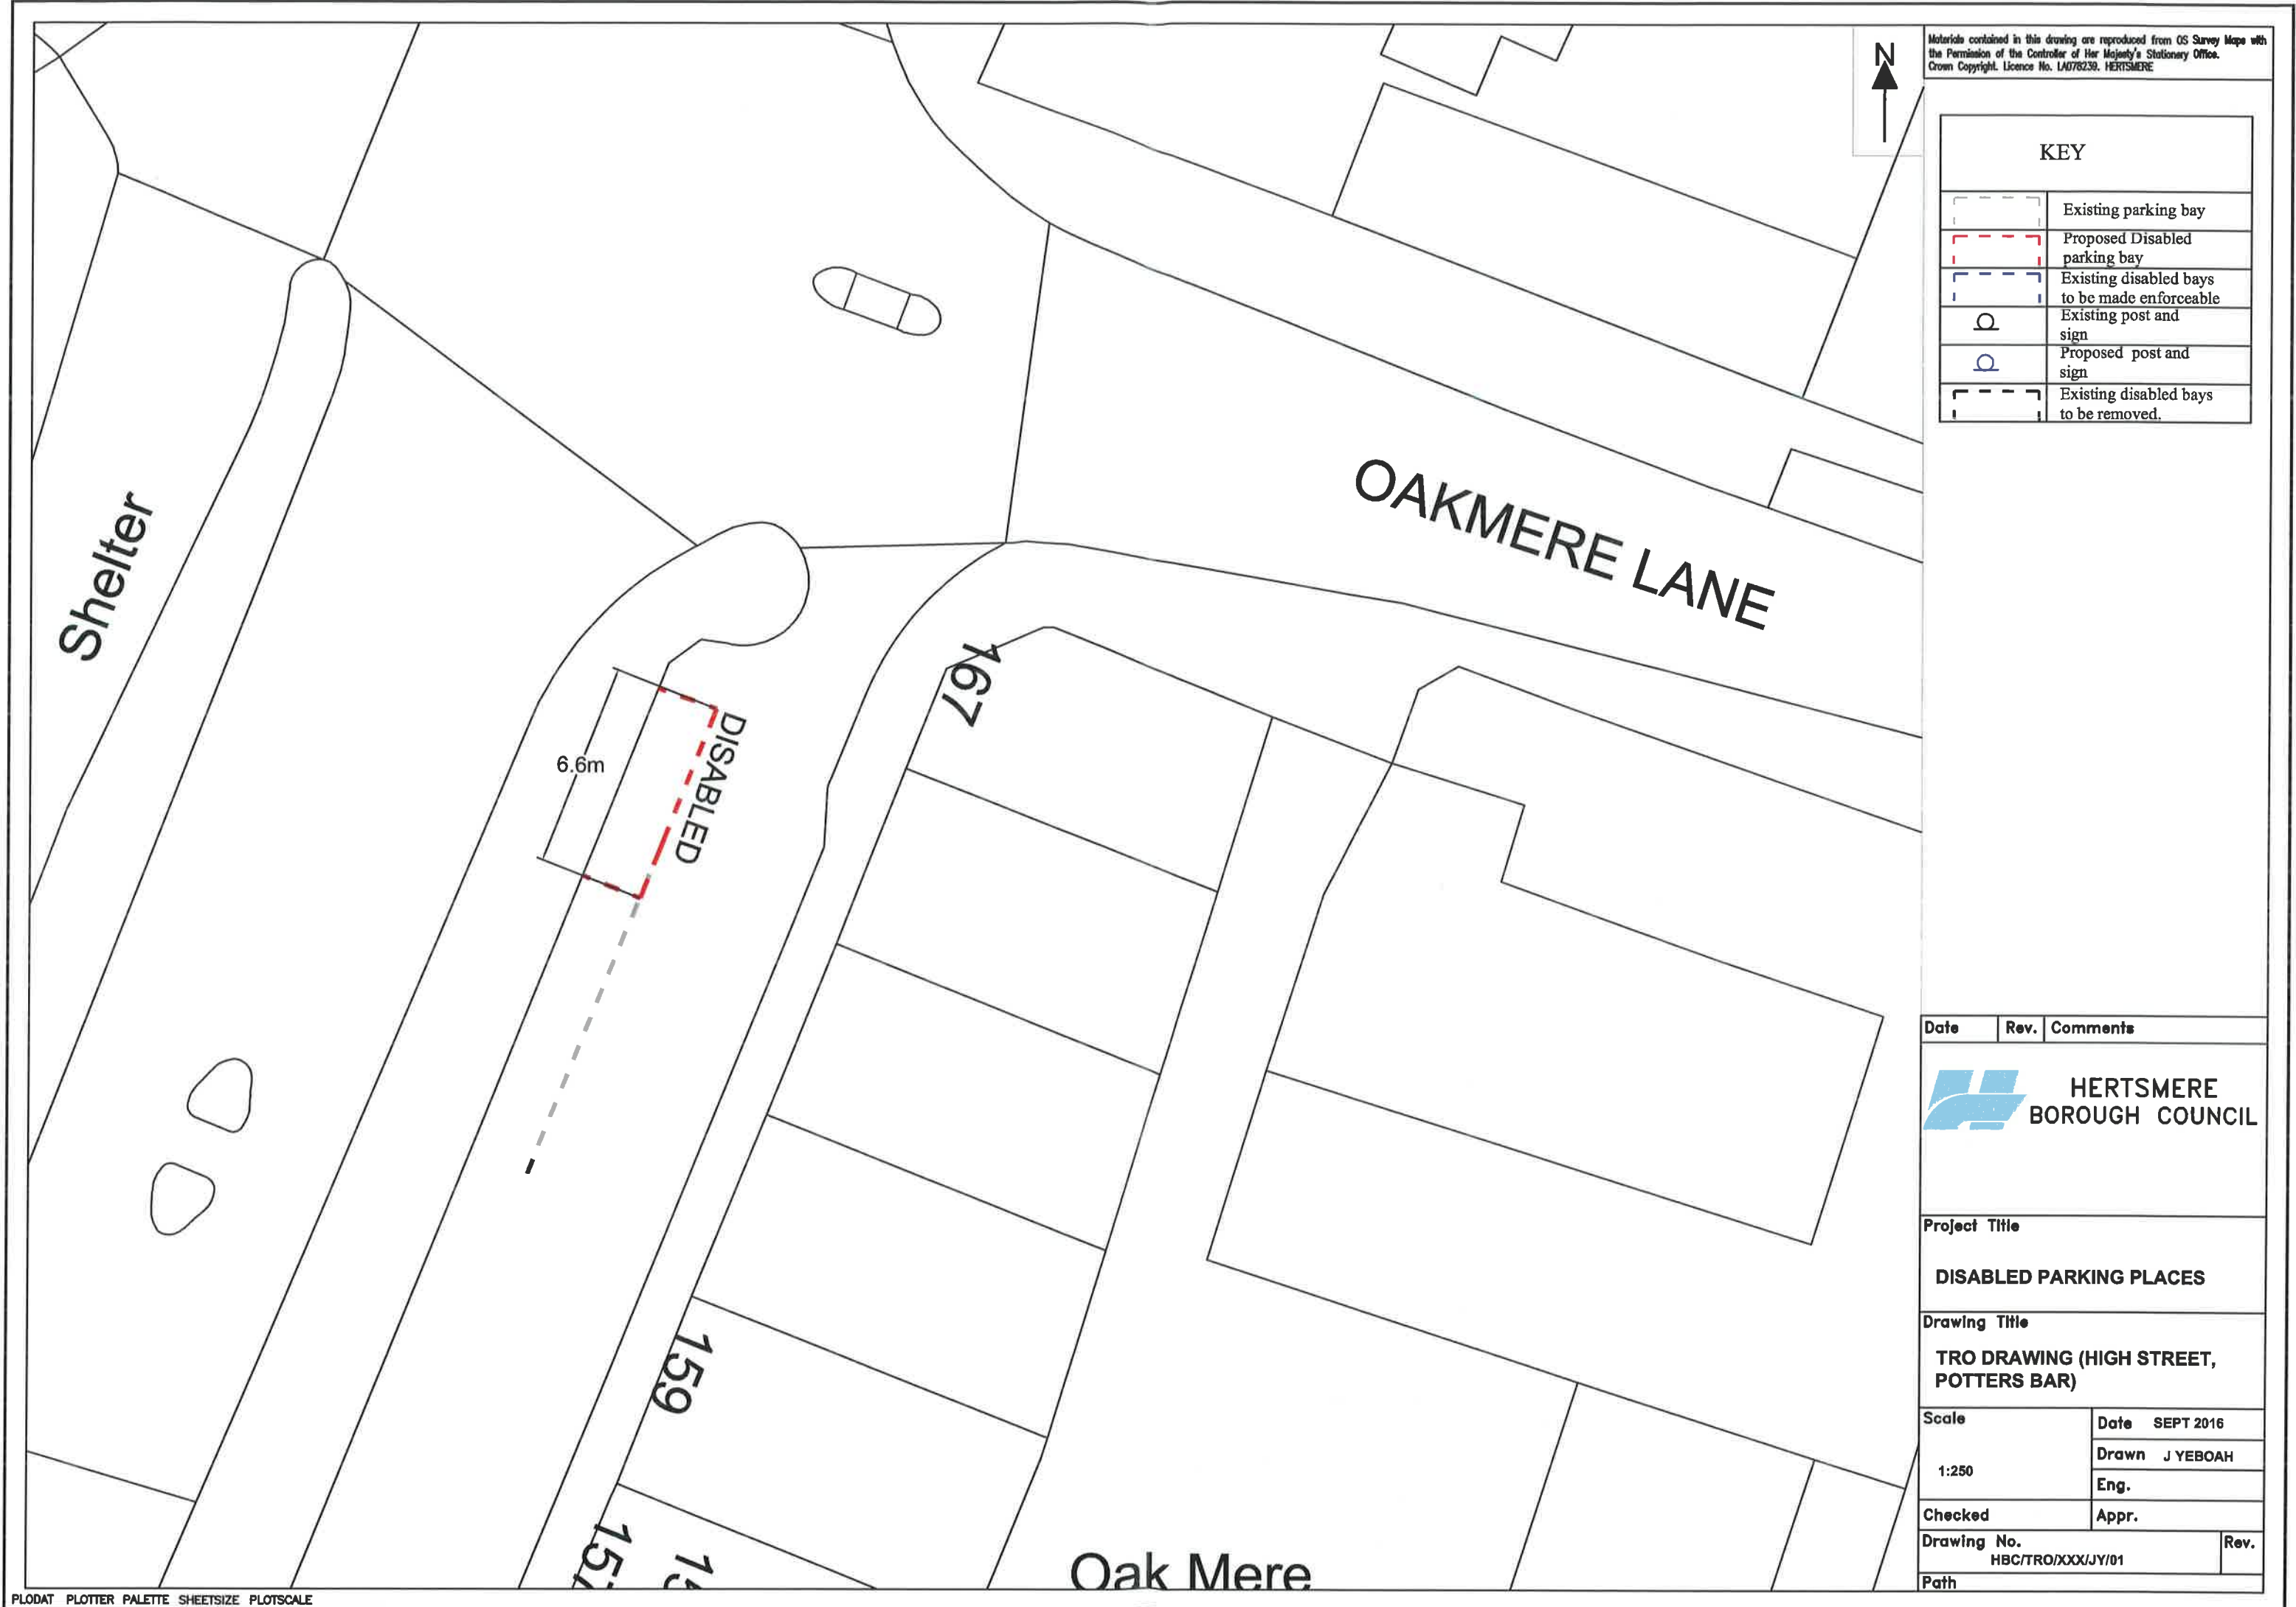 N
Materials contained in this drawing are reproduced from OS Survey Maps with
the Permission of the Controller of Her Majesty's Stationery Office.
Crown Copyright. Licence No. LA078239. HERTSMERE
KEY
Existing parking bay
Proposed Disabled
parking bay
Existing disabled bays
to be made enforceable
Existing post and
sign
Proposed post and
sign
Existing disabled bays
to be removed.
OAKMERE LANE
Shelter
167
DISABLED
6.6m
159
157
Oak Mere
Date Rev. Comments
HERTSMERE
BOROUGH COUNCIL
Project Title
DISABLED PARKING PLACES
Drawing Title
TRO DRAWING (HIGH STREET,
POTTERS BAR)
Scale
1:250
Date SEPT 2016
Drawn J YEBOAH
Eng.
Checked
Appr.
Drawing No.
HBC/TRO/XXX/JY/01
Rev.
Path
PLODAT PLOTTER PALETTE SHEETSIZE PLOTSCALE